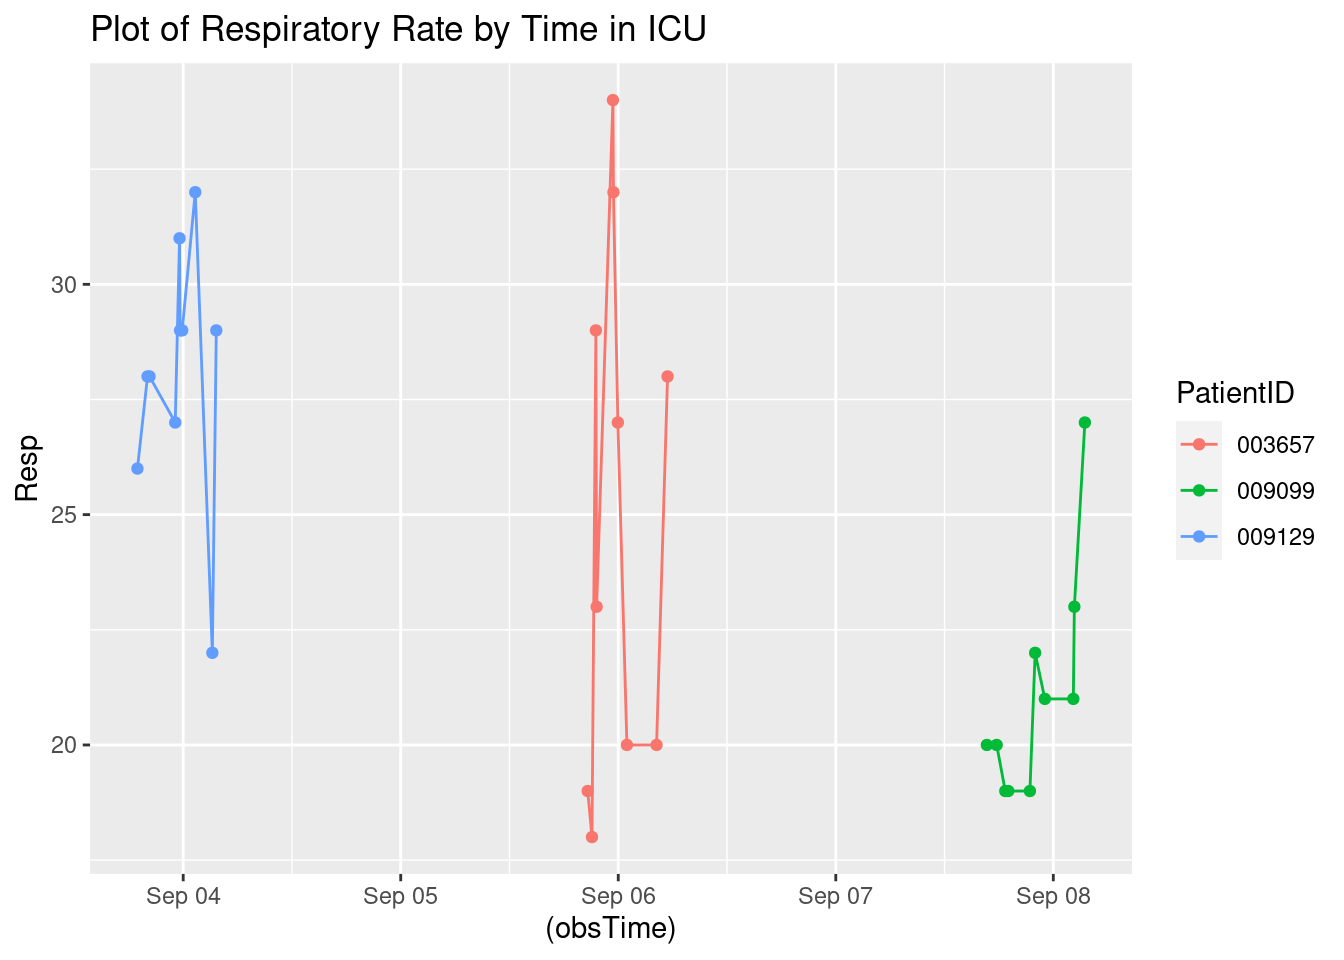 Plot of Respiratory Rate by Time in ICU
Resp
30
25
20
Sep 04 Sep 05 Sep 06 Sep 07 Sep 08
(obsTime)
PatientID
003657
009099
009129